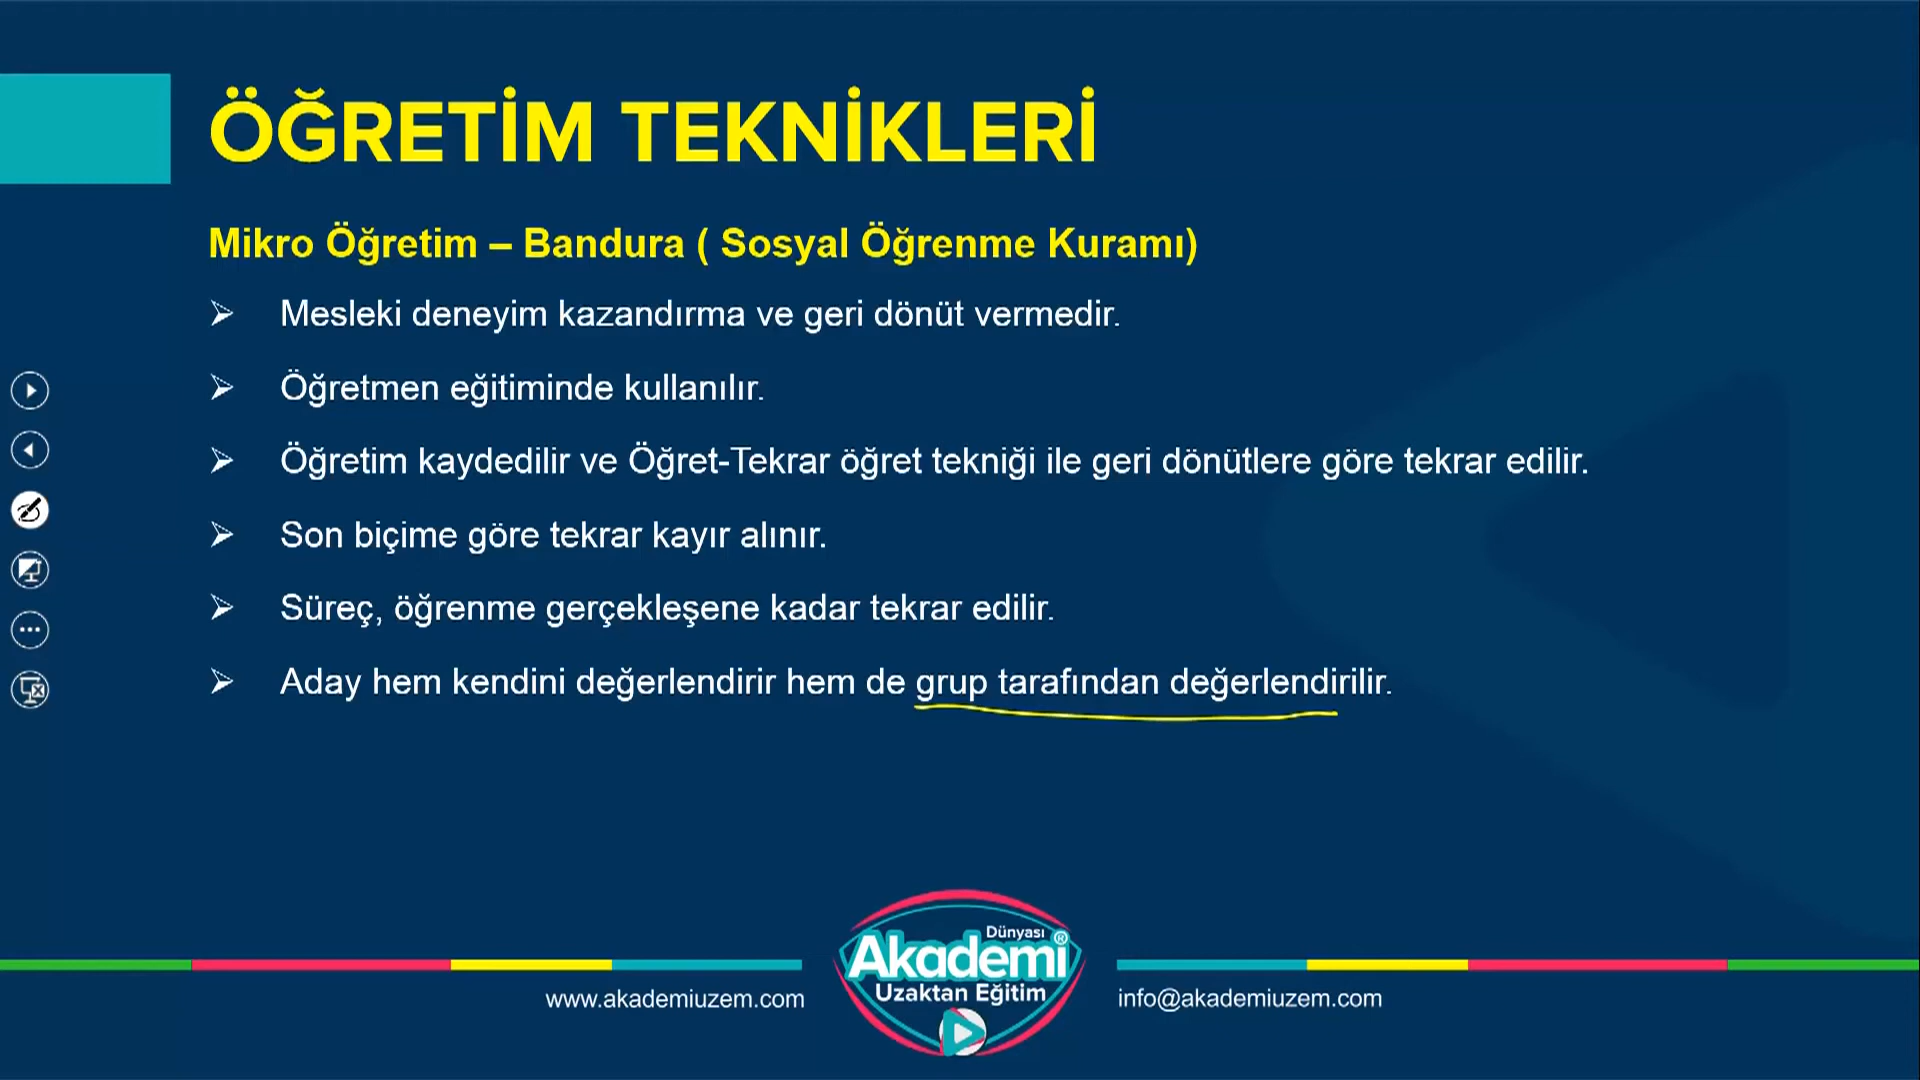 ÖĞRETİM TEKNİKLERİ
Mikro Öğretim – Bandura ( Sosyal Öğrenme Kuramı)
➢ Mesleki deneyim kazandırma ve geri dönüt vermedir.
➢ Öğretmen eğitiminde kullanılır.
➢ Öğretim kaydedilir ve Öğret-Tekrar öğret tekniği ile geri dönütlere göre tekrar edilir.
➢ Son biçime göre tekrar kayır alınır.
➢ Süreç, öğrenme gerçekleşene kadar tekrar edilir.
➢ Aday hem kendini değerlendirir hem de grup tarafından değerlendirilir.
Dünyası
Akademi®
Uzaktan Eğitim
www.akademiuzem.com
info@akademiuzem.com